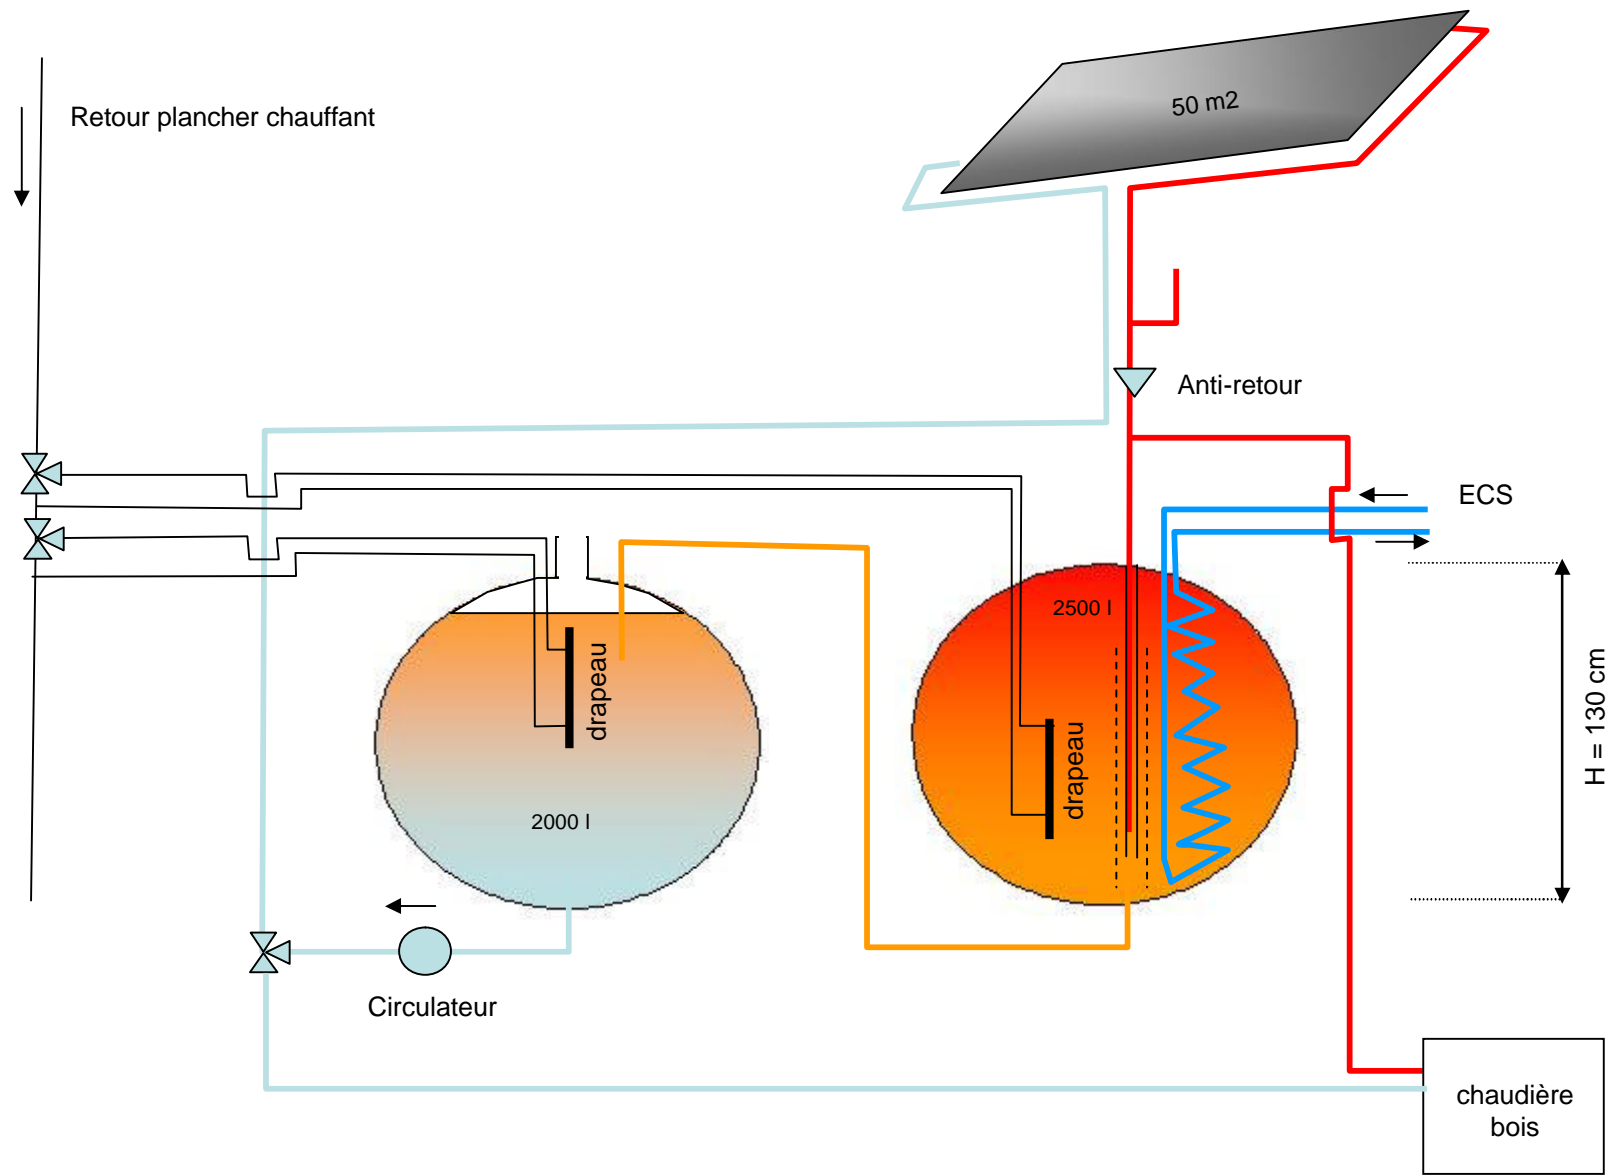 50 m2
Retour plancher chauffant
Anti-retour
ECS
2500 l
drapeau
drapeau
H = 130 cm
2000 l
Circulateur
chaudière
bois